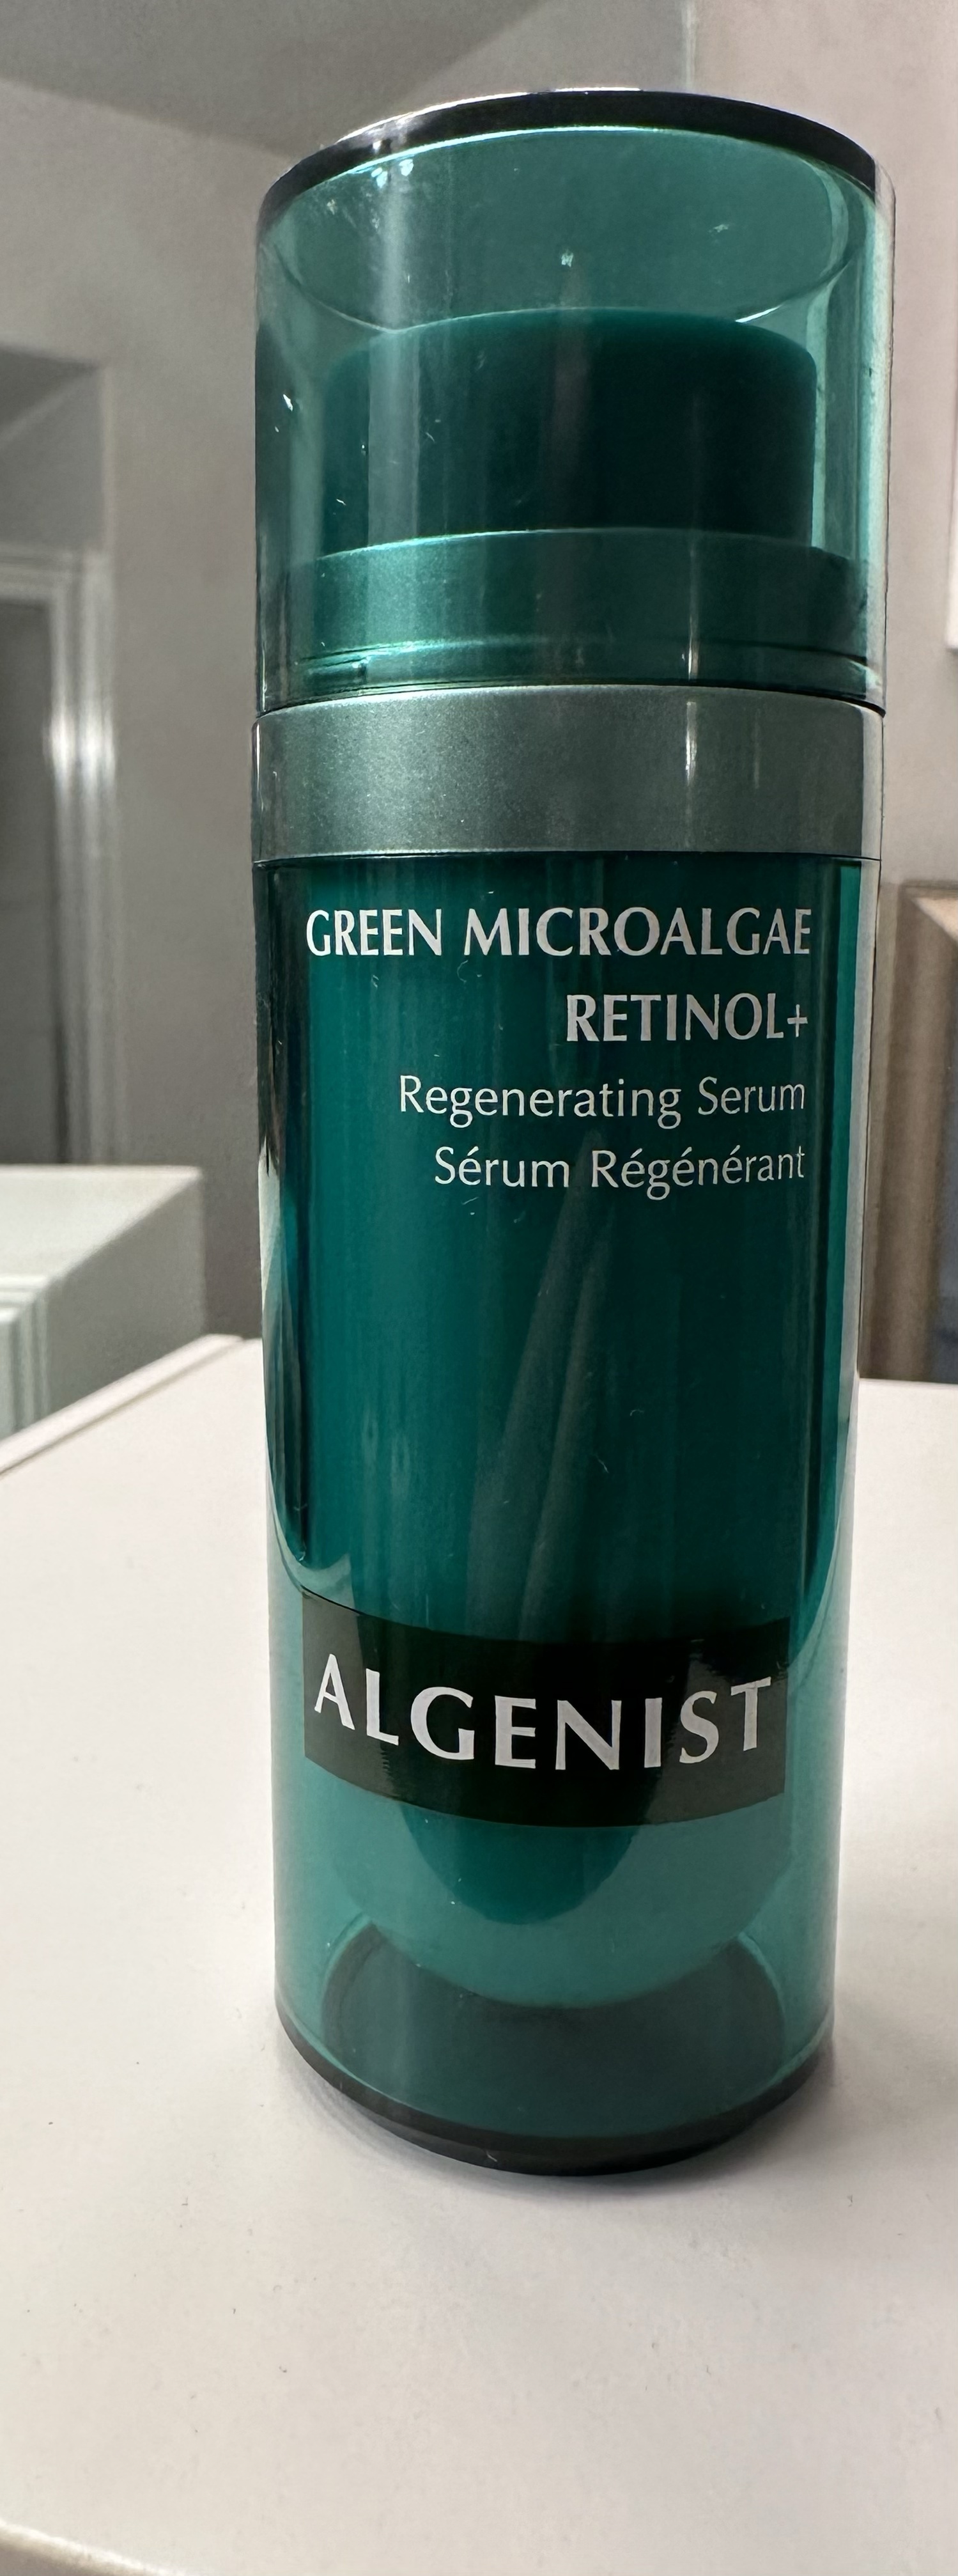 GREEN MICROALGAE
RETINOL+
Regenerating Serum
Sérum Régénérant
ALGENIST